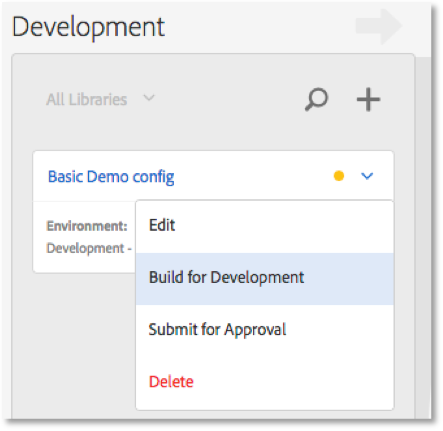 Development
All Libraries
Basic Demo config
Environment:
Development -
Edit
Build for Development
Submit for Approval
Delete